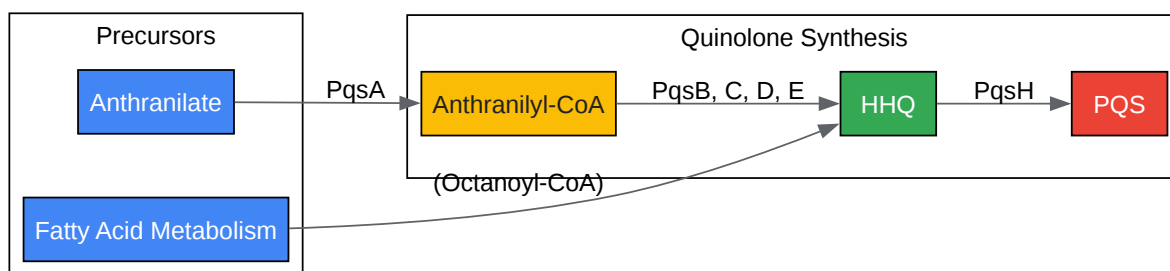 Precursors
Quinolone Synthesis
Anthranilate
PqsA
Anthranilyl-CoA
PqsB, C, D, E
HHQ
PqsH
PQS
(Octanoyl-CoA)
Fatty Acid Metabolism